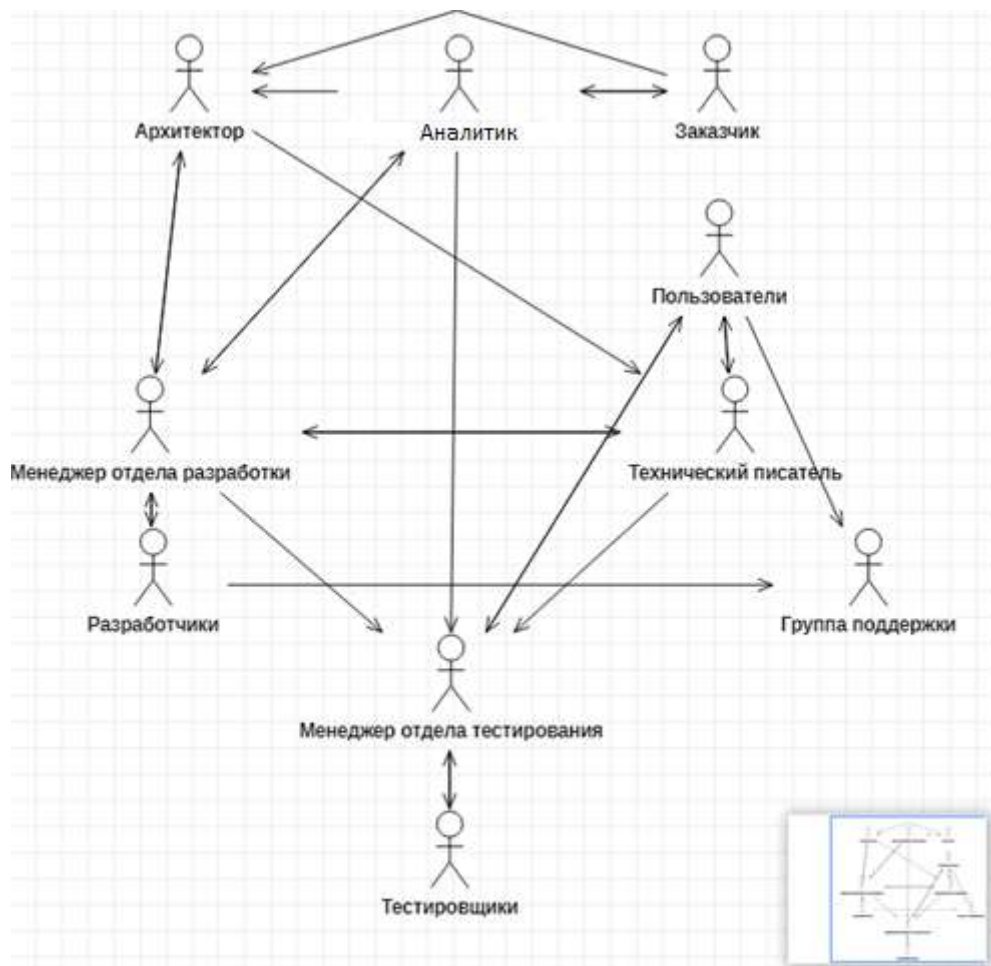 Архитектор
Аналитик
Заказчик
Пользователи
Менеджер отдела разработки
Технический писатель
Разработчики
Группа поддержки
Менеджер отдела тестирования
Тестировщики